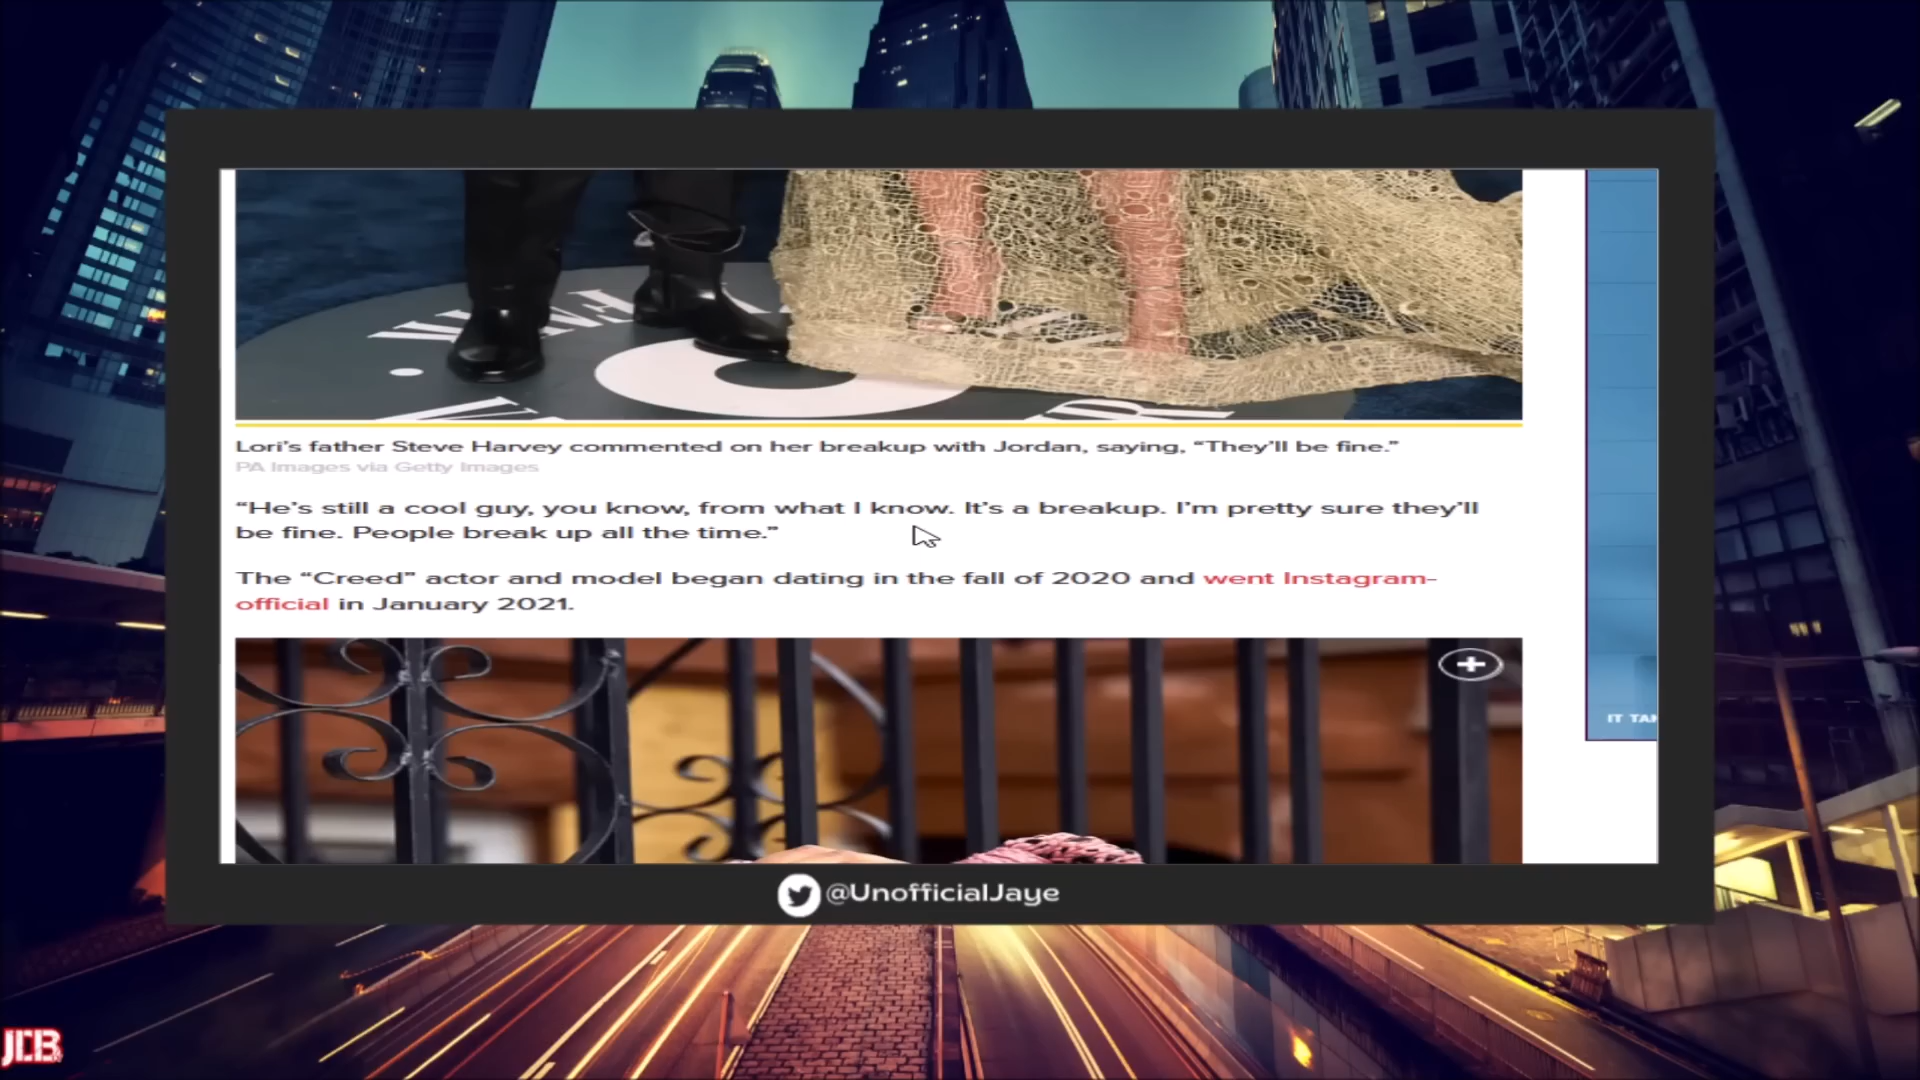 Lori's father Steve Harvey commented on her breakup with Jordan, saying, “They'll be fine.”
PA Images via Getty Images
“He's still a cool guy, you know, from what I know. It's a breakup. I'm pretty sure they'll
be fine. People break up all the time.”
The “Creed” actor and model began dating in the fall of 2020 and went Instagram-
official in January 2021.
IT TA
@UnofficialJaye
JCB